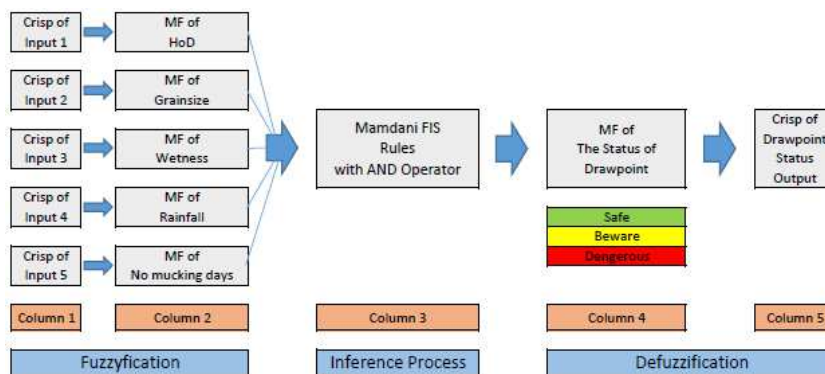 Crisp of
Input 1
MF of
HoD
Crisp of
Input 2
MF of
Grainsize
Crisp of
Input 3
MF of
Wetness
Crisp of
Input 4
MF of
Rainfall
Crisp of
Input 5
MF of
No mucking days
Mamdani FIS
Rules
with AND Operator
MF of
The Status of
Drawpoint
Crisp of
Drawpoint
Status
Output
Safe
Beware
Dangerous
Column 1
Column 2
Column 3
Column 4
Column 5
Fuzzyfication
Inference Process
Defuzzification